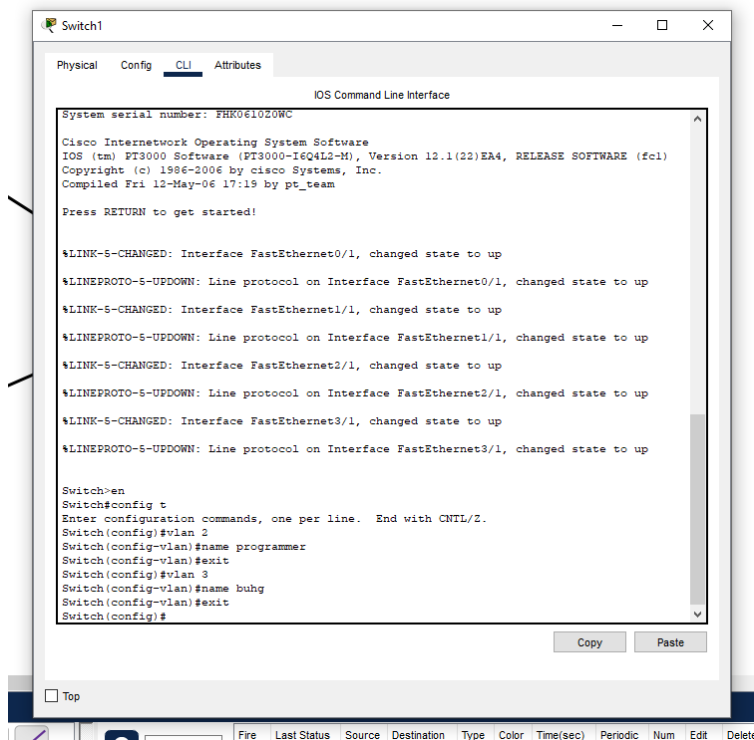 Switch1
Physical Config CLI Attributes
IOS Command Line Interface
System serial number: FHK0610Z0WC
Cisco Internetwork Operating System Software
IOS (tm) PT3000 Software (PT3000-I6Q4L2-M), Version 12.1(22)EA4, RELEASE SOFTWARE (fc1)
Copyright (c) 1986-2006 by cisco Systems, Inc.
Compiled Fri 12-May-06 17:19 by pt_team
Press RETURN to get started!
%LINK-5-CHANGED: Interface FastEthernet0/1, changed state to up
%LINEPROTO-5-UPDOWN: Line protocol on Interface FastEthernet0/1, changed state to up
%LINK-5-CHANGED: Interface FastEthernet1/1, changed state to up
%LINEPROTO-5-UPDOWN: Line protocol on Interface FastEthernet1/1, changed state to up
%LINK-5-CHANGED: Interface FastEthernet2/1, changed state to up
%LINEPROTO-5-UPDOWN: Line protocol on Interface FastEthernet2/1, changed state to up
%LINK-5-CHANGED: Interface FastEthernet3/1, changed state to up
%LINEPROTO-5-UPDOWN: Line protocol on Interface FastEthernet3/1, changed state to up
Switch>en
Switch#config t
Enter configuration commands, one per line. End with CNTL/Z.
Switch(config)#vlan 2
Switch(config-vlan)#name programmer
Switch(config-vlan)#exit
Switch(config)#vlan 3
Switch(config-vlan)#name buhg
Switch(config-vlan)#exit
Switch(config)#
Copy Paste
Top
Fire Last Status Source Destination Type Color Time(sec) Periodic Num Edit Delete